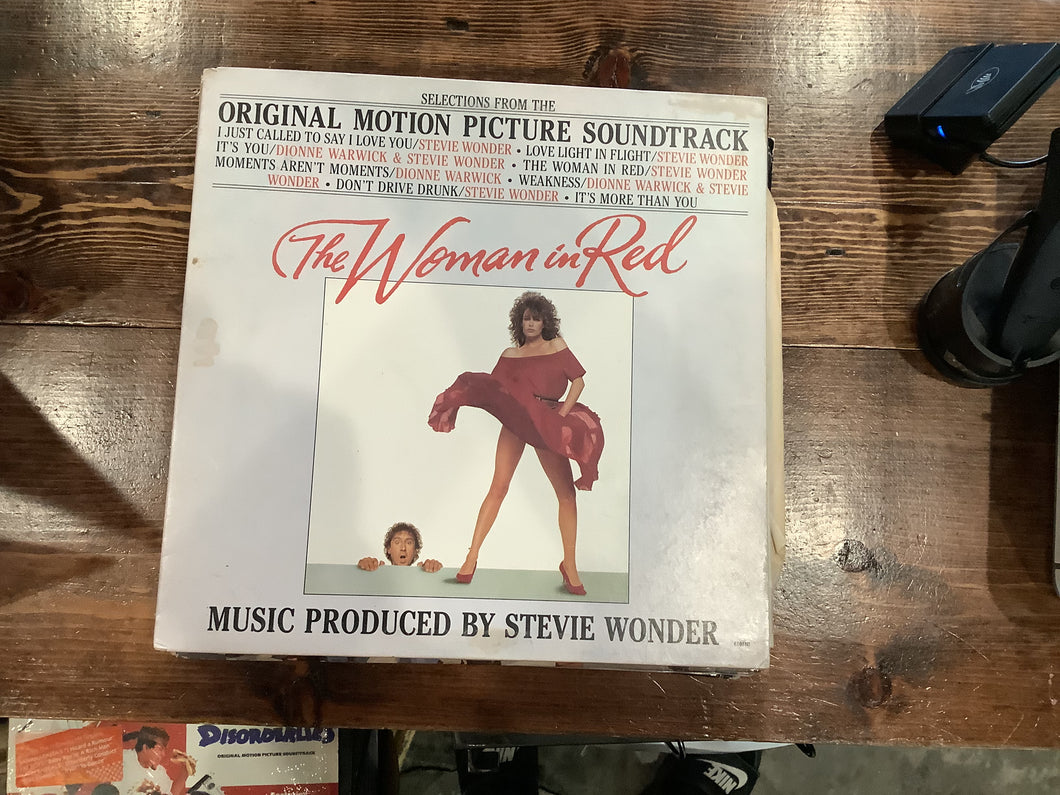 SELECTIONS FROM THE
ORIGINAL MOTION PICTURE SOUNDTRACK
I JUST CALLED TO SAY I LOVE YOU/STEVIE WONDER • LOVE LIGHT IN FLIGHT/STEVIE WONDER
IT'S YOU/DIONNE WARWICK & STEVIE WONDER • THE WOMAN IN RED/STEVIE WONDER
MOMENTS AREN'T MOMENTS/DIONNE WARWICK • WEAKNESS/DIONNE WARWICK & STEVIE
WONDER • DON'T DRIVE DRUNK/STEVIE WONDER • IT'S MORE THAN YOU
The Woman in Red
MUSIC PRODUCED BY STEVIE WONDER
DISORDERLIES
ORIGINAL MOTION PICTURE SOUNDTRACK
NIKE